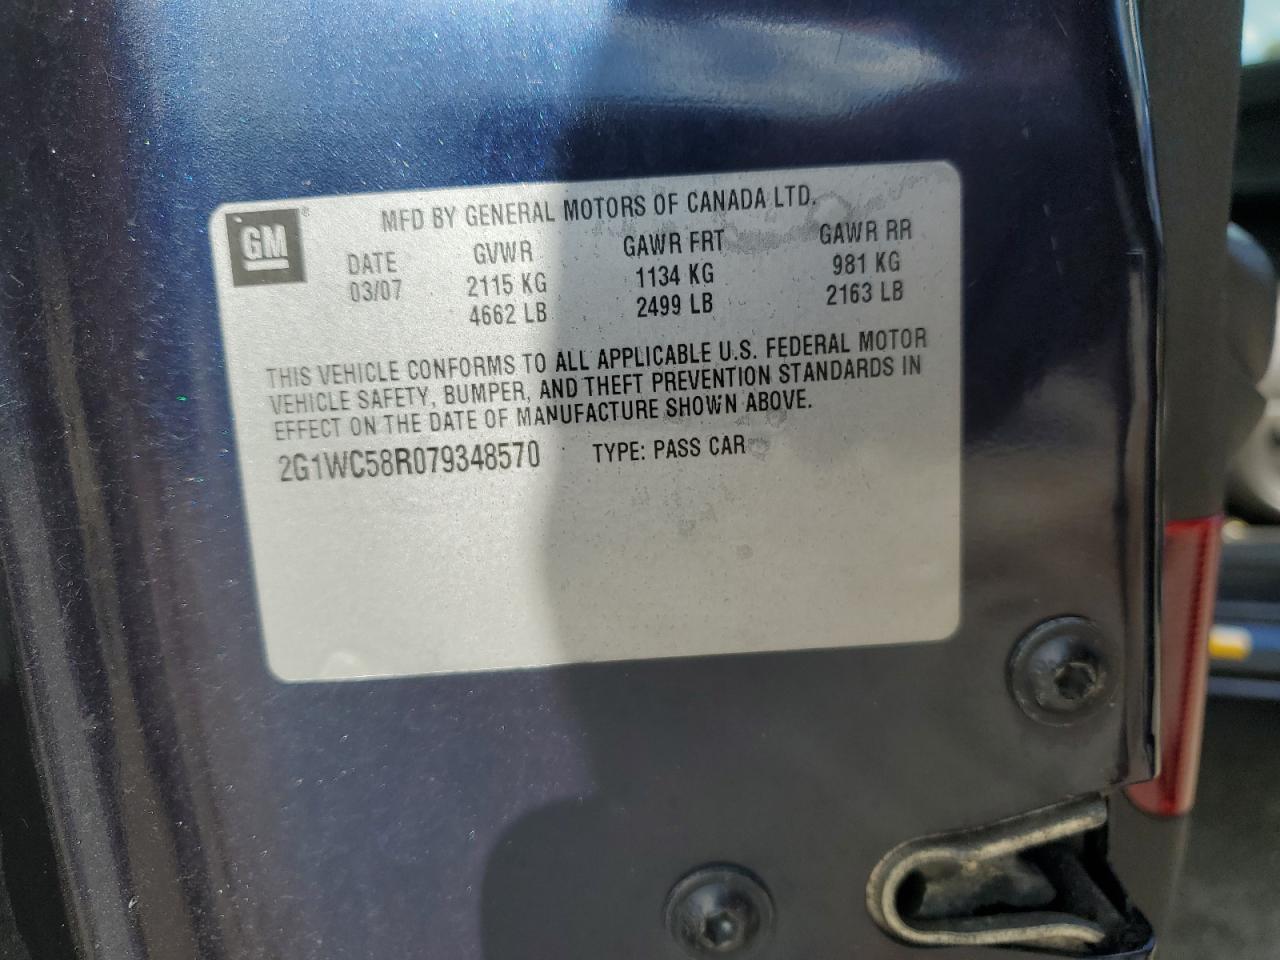 GM ®
MFD BY GENERAL MOTORS OF CANADA LTD.
DATE GVWR GAWR FRT GAWR RR
03/07 2115 KG 1134 KG 981 KG
4662 LB 2499 LB 2163 LB
THIS VEHICLE CONFORMS TO ALL APPLICABLE U.S. FEDERAL MOTOR
VEHICLE SAFETY, BUMPER, AND THEFT PREVENTION STANDARDS IN
EFFECT ON THE DATE OF MANUFACTURE SHOWN ABOVE.
2G1WC58R079348570 TYPE: PASS CAR